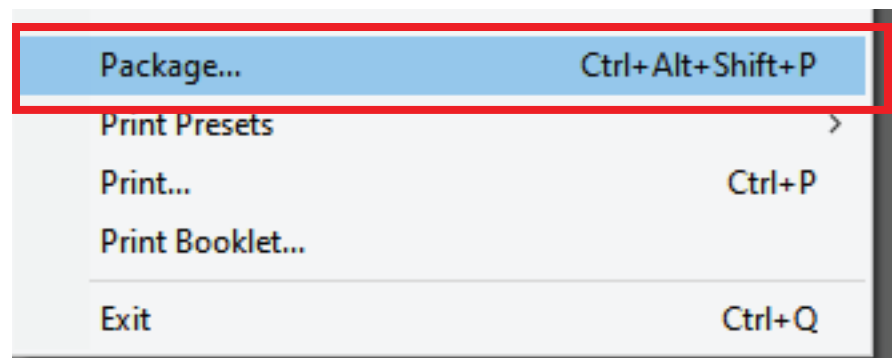 Package... Ctrl+Alt+Shift+P
Print Presets >
Print... Ctrl+P
Print Booklet...
Exit Ctrl+Q